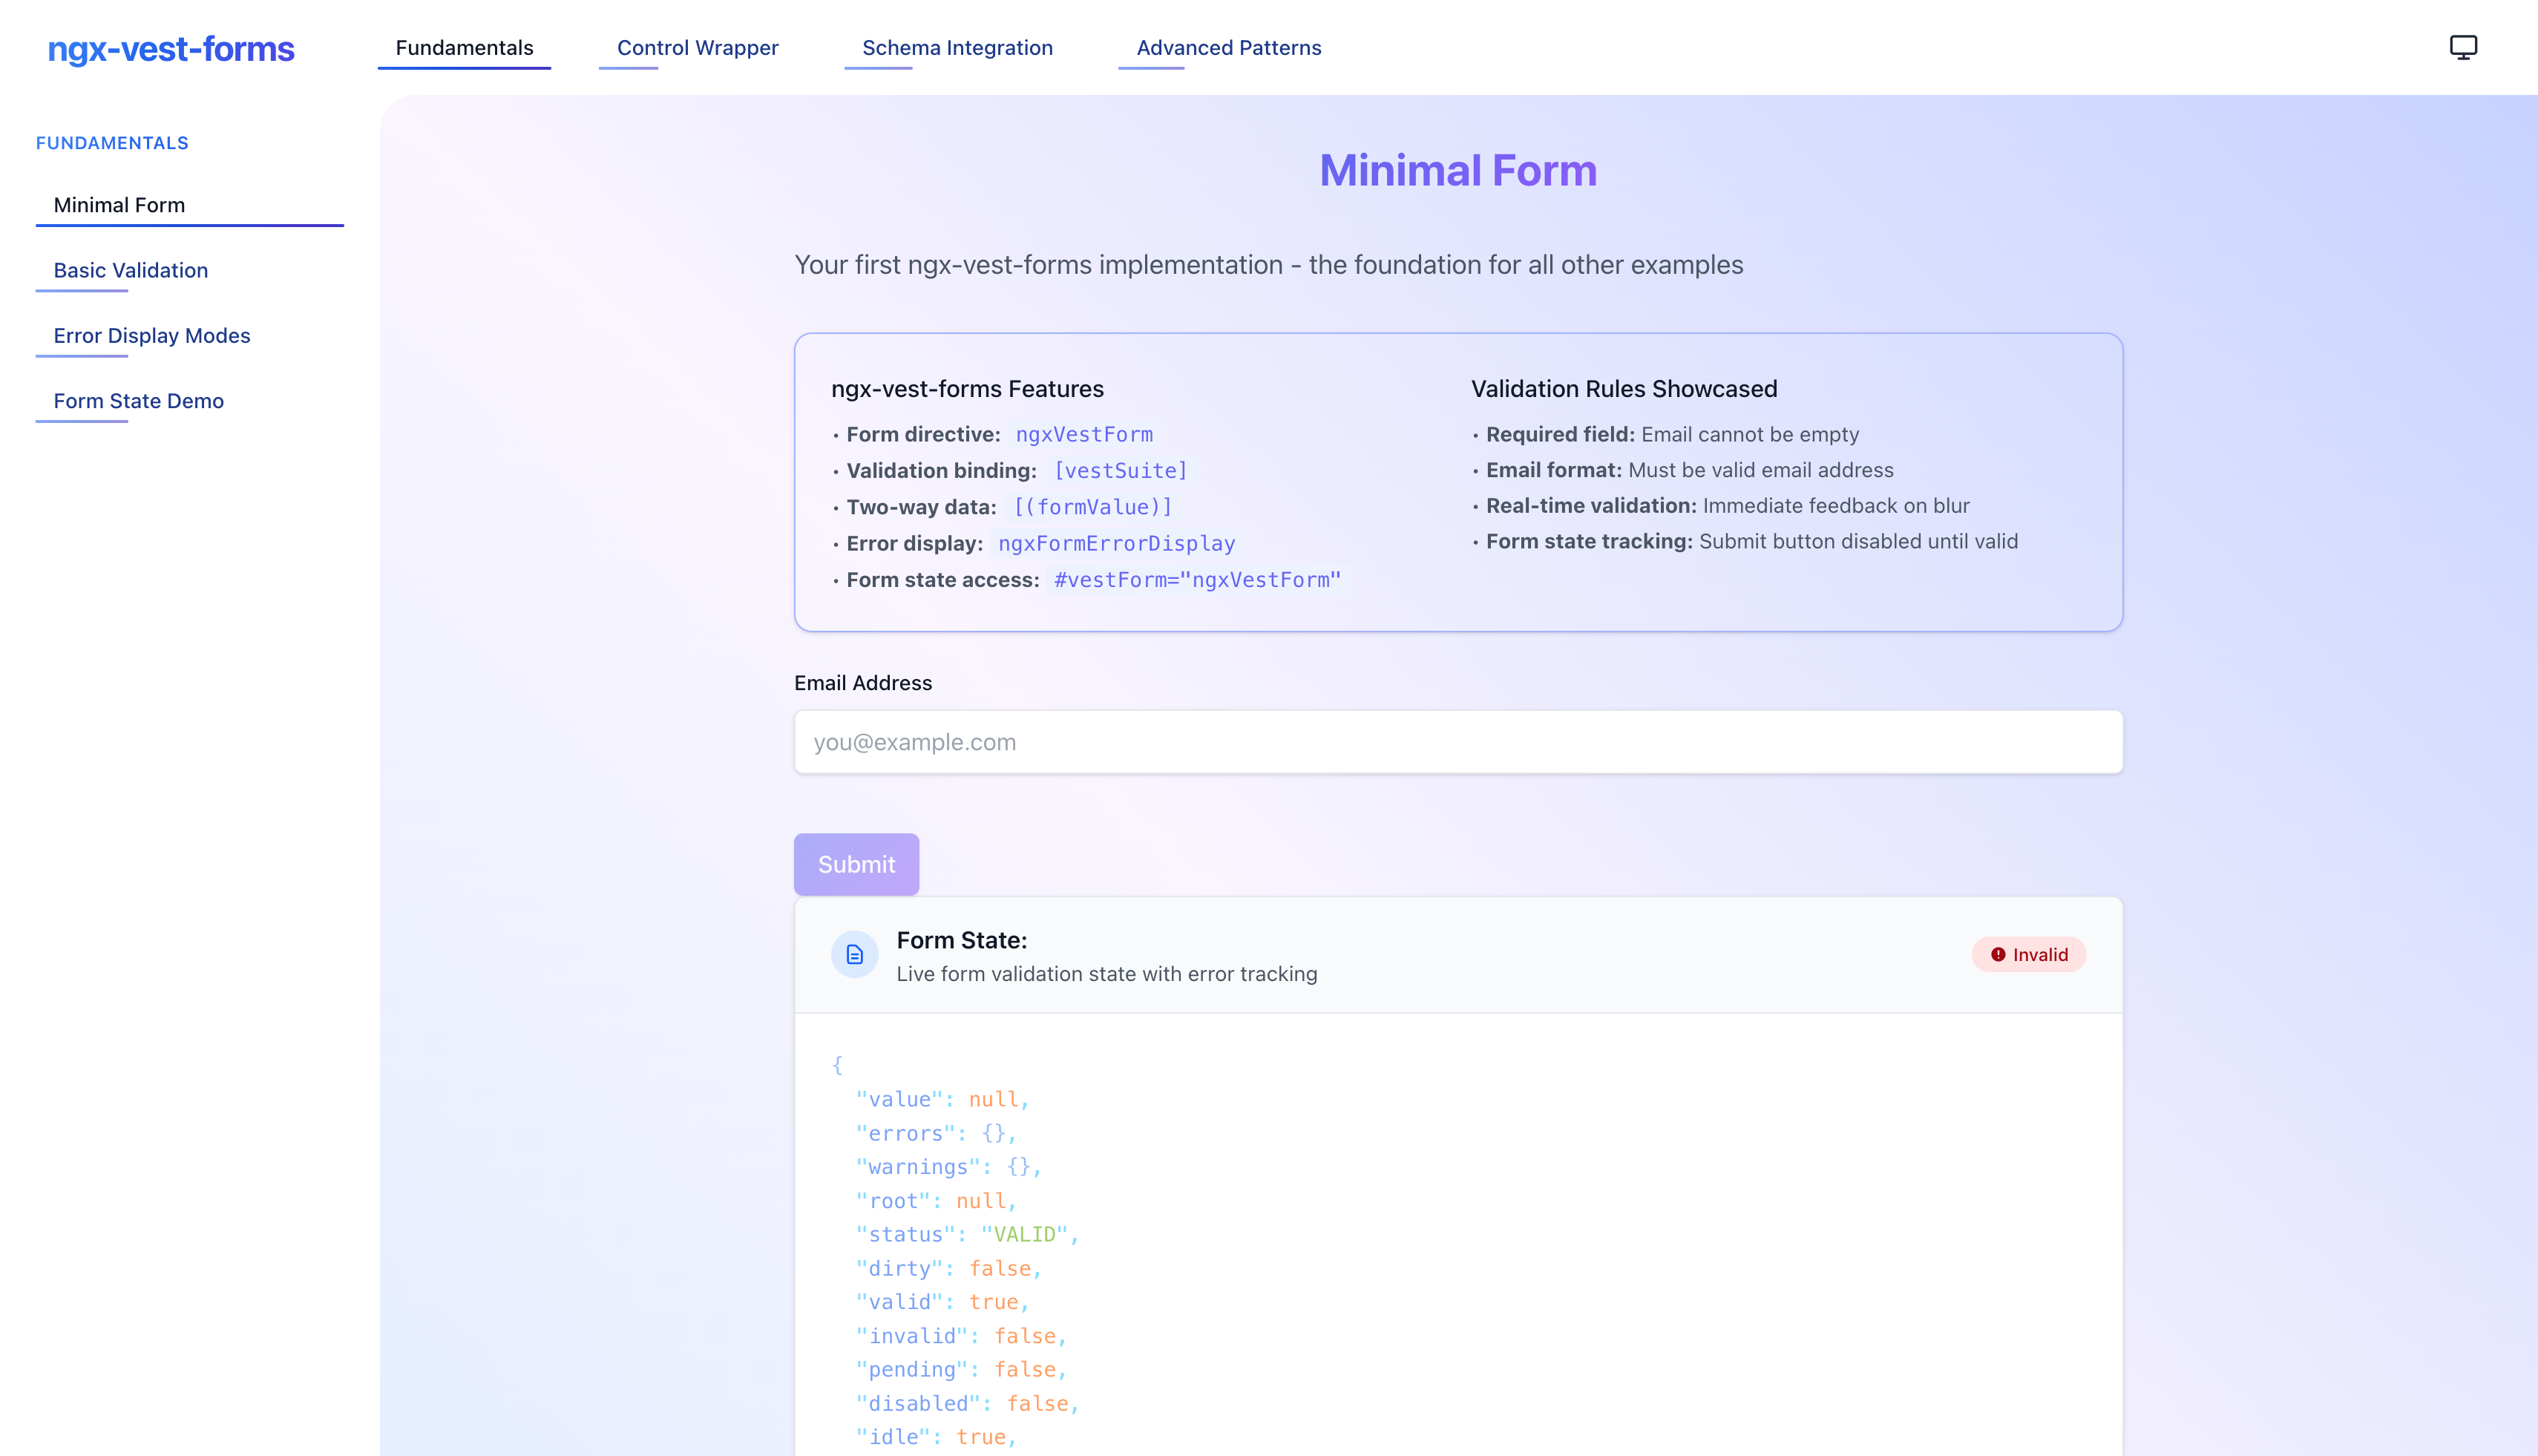 ngx-vest-forms
Fundamentals
Control Wrapper
Schema Integration
Advanced Patterns
FUNDAMENTALS
Minimal Form
Basic Validation
Error Display Modes
Form State Demo
Minimal Form
Your first ngx-vest-forms implementation - the foundation for all other examples
ngx-vest-forms Features
• Form directive: ngxVestForm
• Validation binding: [vestSuite]
• Two-way data: [(formValue)]
• Error display: ngxFormErrorDisplay
• Form state access: #vestForm="ngxVestForm"
Validation Rules Showcased
• Required field: Email cannot be empty
• Email format: Must be valid email address
• Real-time validation: Immediate feedback on blur
• Form state tracking: Submit button disabled until valid
Email Address
you@example.com
Submit
Form State:
Live form validation state with error tracking
Invalid
{
"value": null,
"errors": {},
"warnings": {},
"root": null,
"status": "VALID",
"dirty": false,
"valid": true,
"invalid": false,
"pending": false,
"disabled": false,
"idle": true,